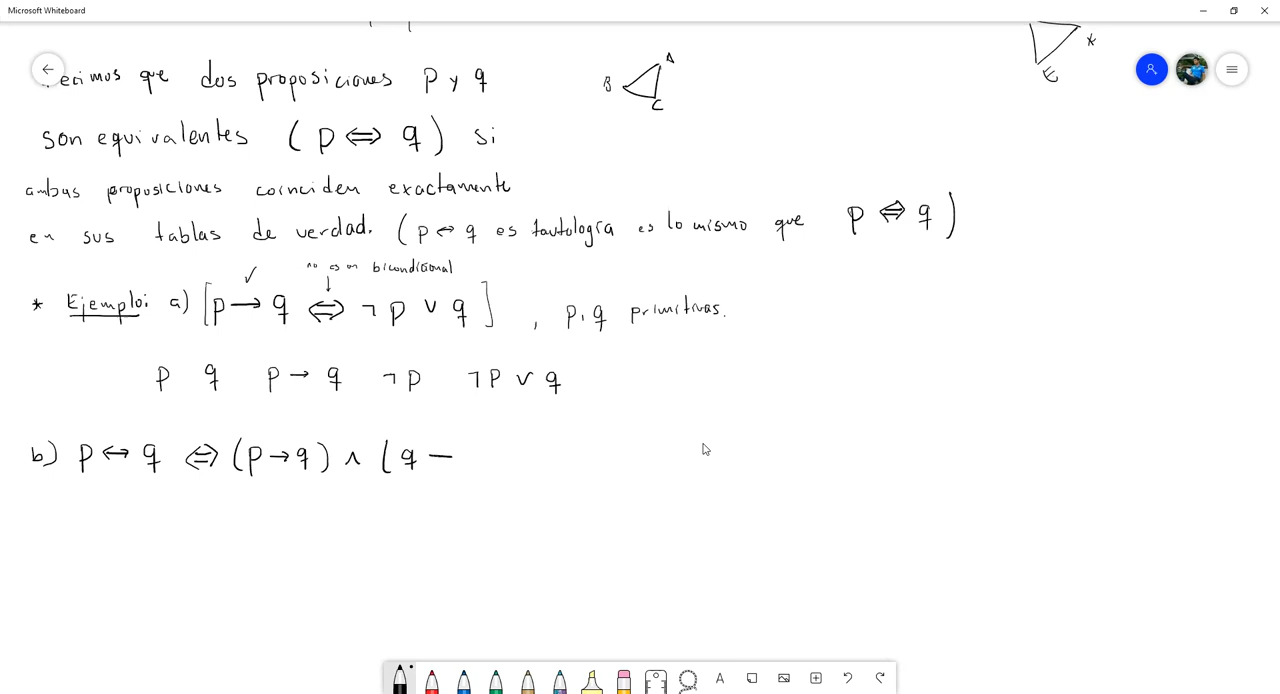 Microsoft Whiteboard
ecimos que dos proposiciones p y q
A
B
C
*
E
son equivalentes (p ⇔ q) si
ambas proposiciones coinciden exactamente
en sus tablas de verdad. (p ↔ q es tautología es lo mismo que p ⇔ q)
✓ no es un bicondicional
* Ejemplo: a) [p → q ⇔ ¬ p ∨ q] , p, q primitivas.
p q p → q ¬ p ¬ p ∨ q
b) p ↔ q ⇔ (p → q) ∧ (q —
A